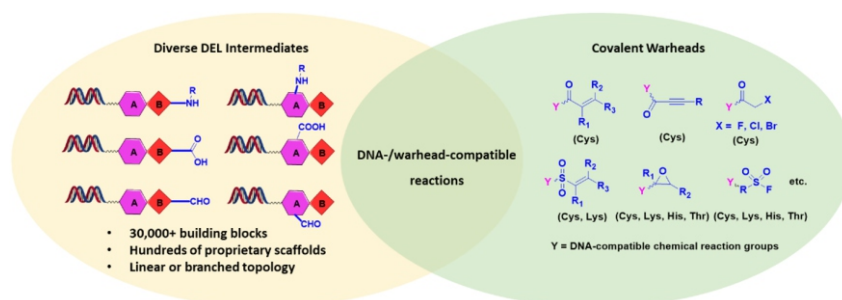 Diverse DEL Intermediates
R
NH
A B
R
NH
A B
O
OH
A B
COOH
A B
A B CHO
A B
CHO
• 30,000+ building blocks
• Hundreds of proprietary scaffolds
• Linear or branched topology
DNA-/warhead-compatible
reactions
Covalent Warheads
O R2
Y R3
R1
(Cys)
O
Y R
(Cys)
O
Y X
X = F, Cl, Br
(Cys)
O R2
Y S R3
O R1
(Cys, Lys)
R1 O
Y R2
(Cys, Lys, His, Thr)
O O
Y R S F
(Cys, Lys, His, Thr)
etc.
Y = DNA-compatible chemical reaction groups